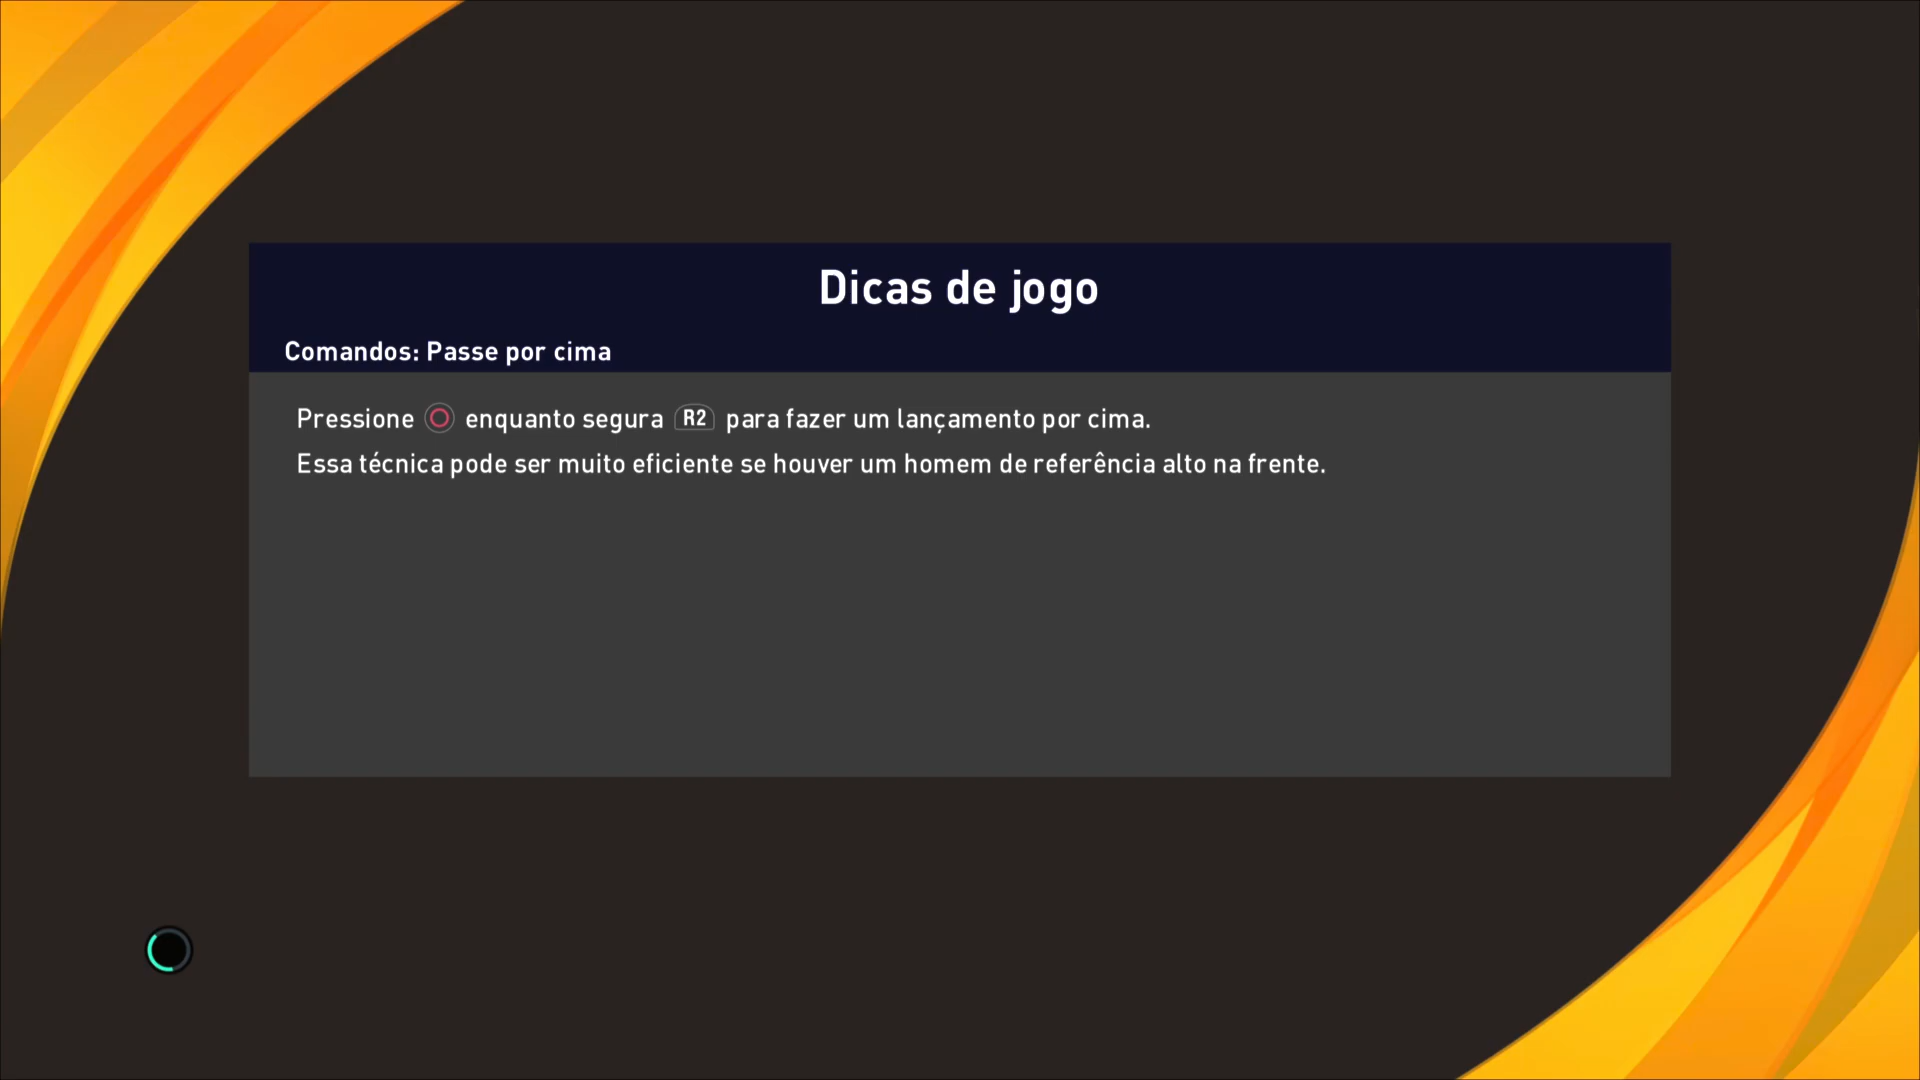 Dicas de jogo
Comandos: Passe por cima
Pressione ○ enquanto segura R2 para fazer um lançamento por cima.
Essa técnica pode ser muito eficiente se houver um homem de referência alto na frente.